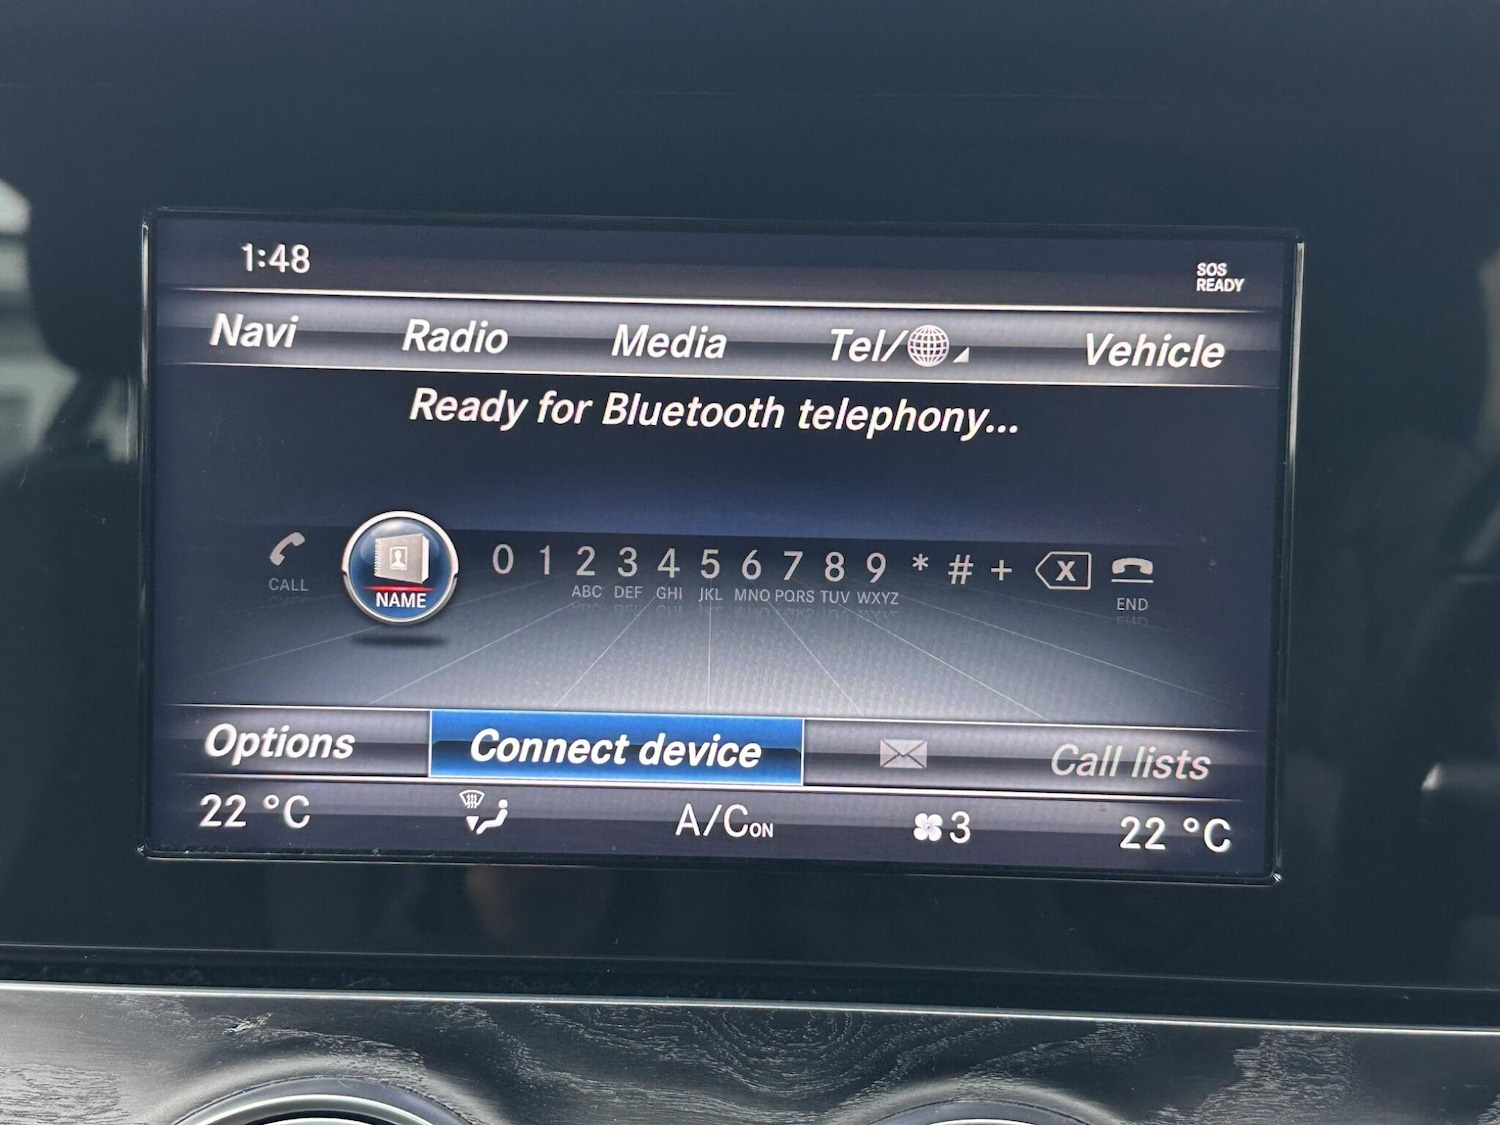 1:48
SOS
READY
Navi Radio Media Tel/ Vehicle
Ready for Bluetooth telephony...
CALL NAME 0 1 2 3 4 5 6 7 8 9 * # + X END
ABC DEF GHI JKL MNO PQRS TUV WXYZ
Options Connect device Call lists
22 °C A/C ON 3 22 °C